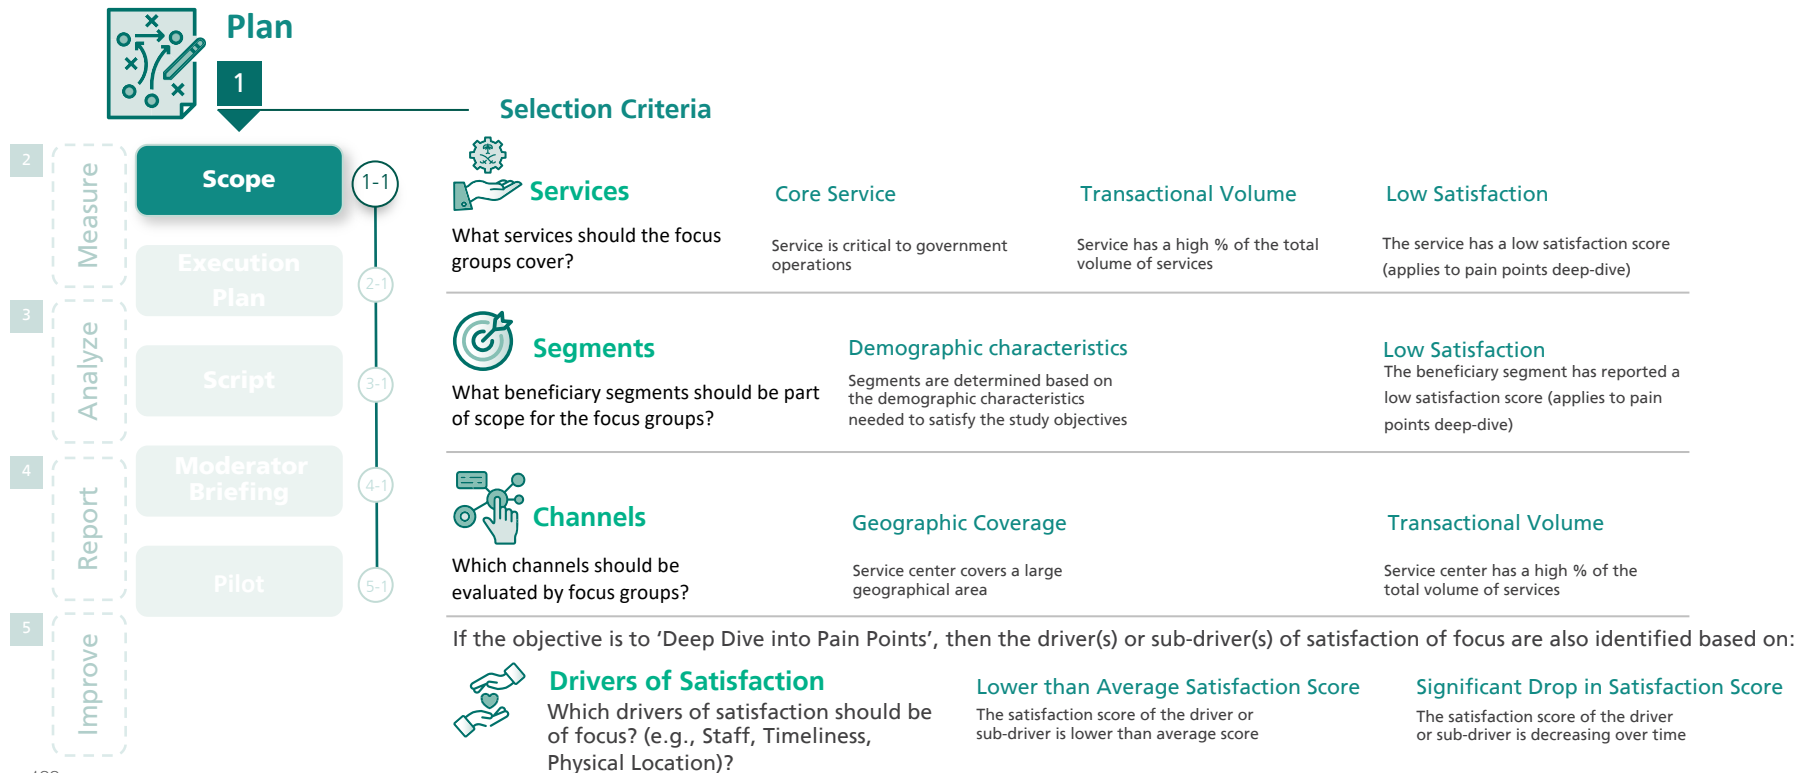 Plan
1
Selection Criteria
2
Measure
3
Analyze
4
Report
5
Improve
Scope
1-1
Execution
Plan
2-1
Script
3-1
Moderator
Briefing
4-1
Pilot
5-1
Services
What services should the focus
groups cover?
Core Service
Service is critical to government
operations
Transactional Volume
Service has a high % of the total
volume of services
Low Satisfaction
The service has a low satisfaction score
(applies to pain points deep-dive)
Segments
What beneficiary segments should be part
of scope for the focus groups?
Demographic characteristics
Segments are determined based on
the demographic characteristics
needed to satisfy the study objectives
Low Satisfaction
The beneficiary segment has reported a
low satisfaction score (applies to pain
points deep-dive)
Channels
Which channels should be
evaluated by focus groups?
Geographic Coverage
Service center covers a large
geographical area
Transactional Volume
Service center has a high % of the
total volume of services
If the objective is to ‘Deep Dive into Pain Points’, then the driver(s) or sub-driver(s) of satisfaction of focus are also identified based on:
Drivers of Satisfaction
Which drivers of satisfaction should be
of focus? (e.g., Staff, Timeliness,
Physical Location)?
Lower than Average Satisfaction Score
The satisfaction score of the driver or
sub-driver is lower than average score
Significant Drop in Satisfaction Score
The satisfaction score of the driver
or sub-driver is decreasing over time